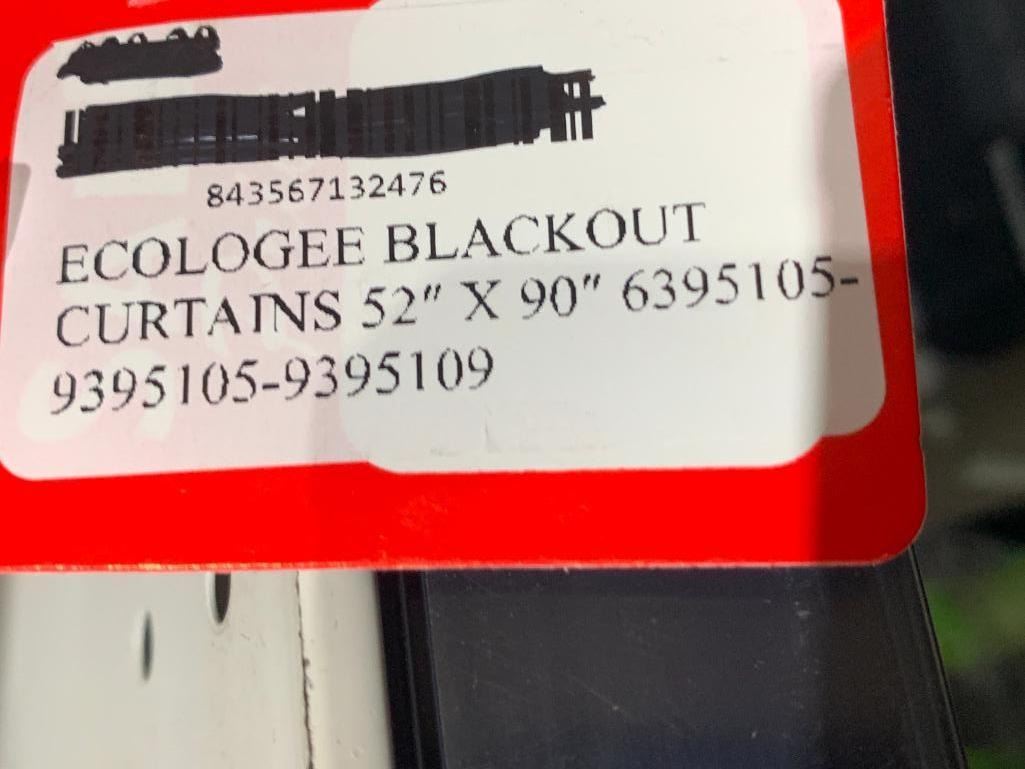 843567132476
ECOLOGEE BLACKOUT
CURTAINS 52" X 90" 6395105-
9395105-9395109